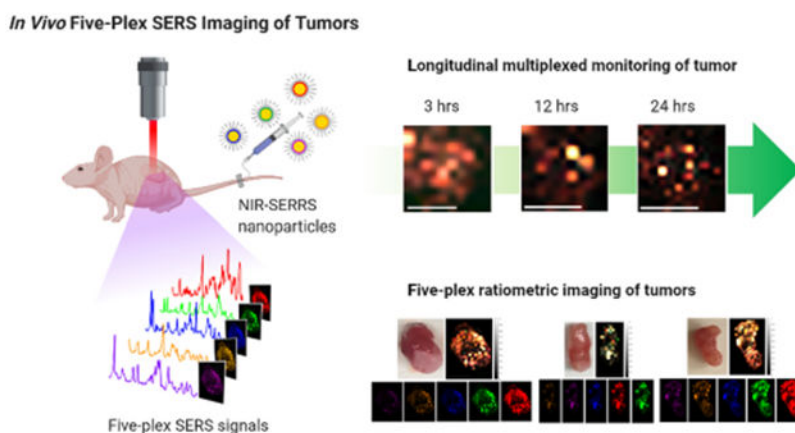 In Vivo Five-Plex SERS Imaging of Tumors
Longitudinal multiplexed monitoring of tumor
3 hrs
12 hrs
24 hrs
NIR-SERRS
nanoparticles
Five-plex ratiometric imaging of tumors
Five-plex SERS signals